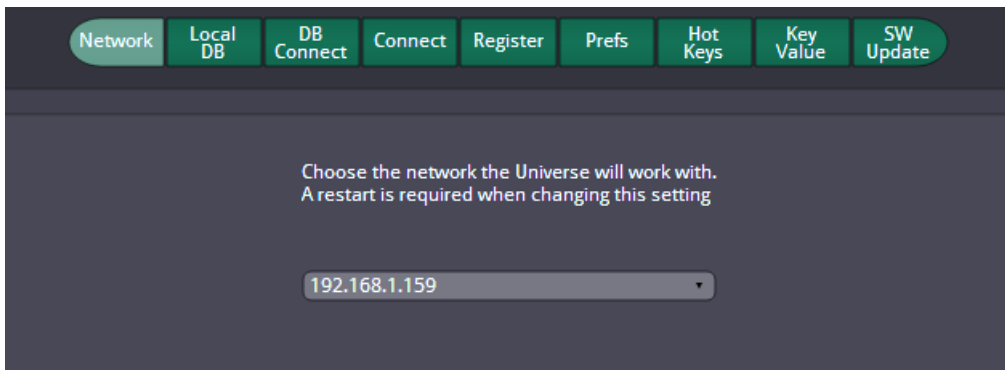 Network
Local
DB
DB
Connect
Connect
Register
Prefs
Hot
Keys
Key
Value
SW
Update
Choose the network the Universe will work with.
A restart is required when changing this setting
192.168.1.159